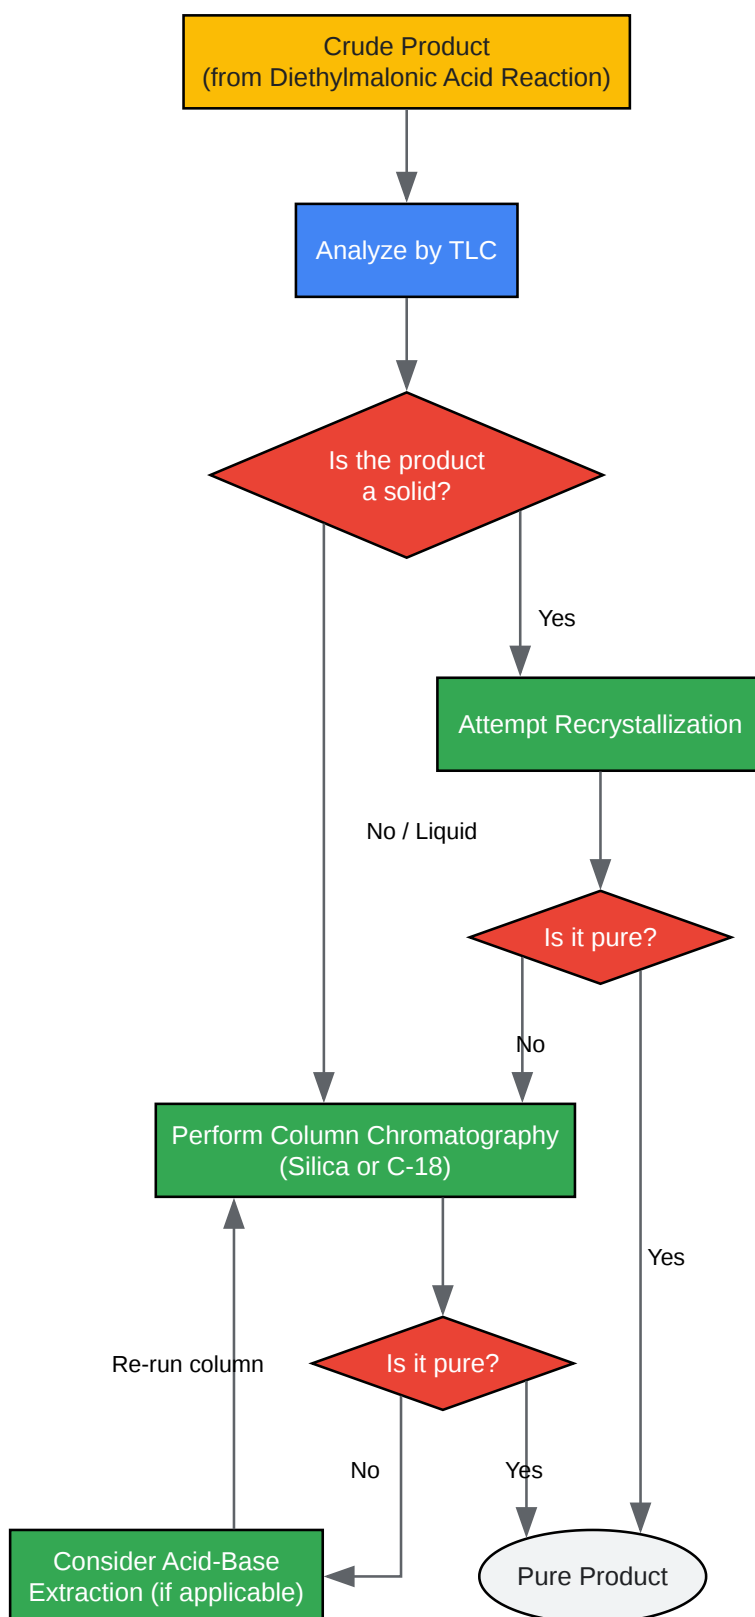 Crude Product
(from Diethylmalonic Acid Reaction)
Analyze by TLC
Is the product
a solid?
Yes
Attempt Recrystallization
No / Liquid
Is it pure?
No
Perform Column Chromatography
(Silica or C-18)
Yes
Is it pure?
Re-run column
No
Yes
Consider Acid-Base
Extraction (if applicable)
Pure Product